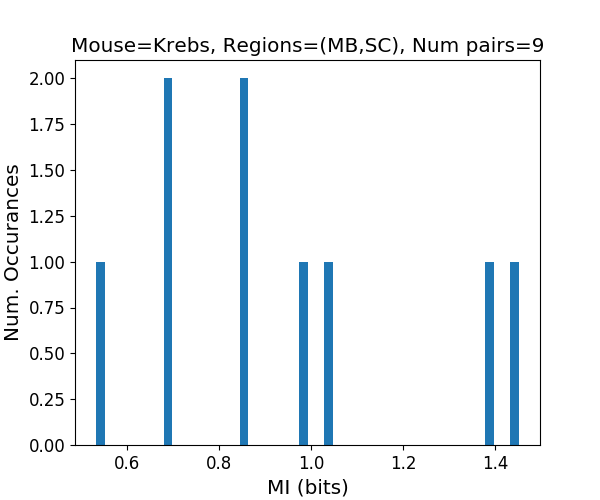 Mouse=Krebs, Regions=(MB,SC), Num pairs=9
Num. Occurances
2.00
1.75
1.50
1.25
1.00
0.75
0.50
0.25
0.00
0.6 0.8 1.0 1.2 1.4
MI (bits)